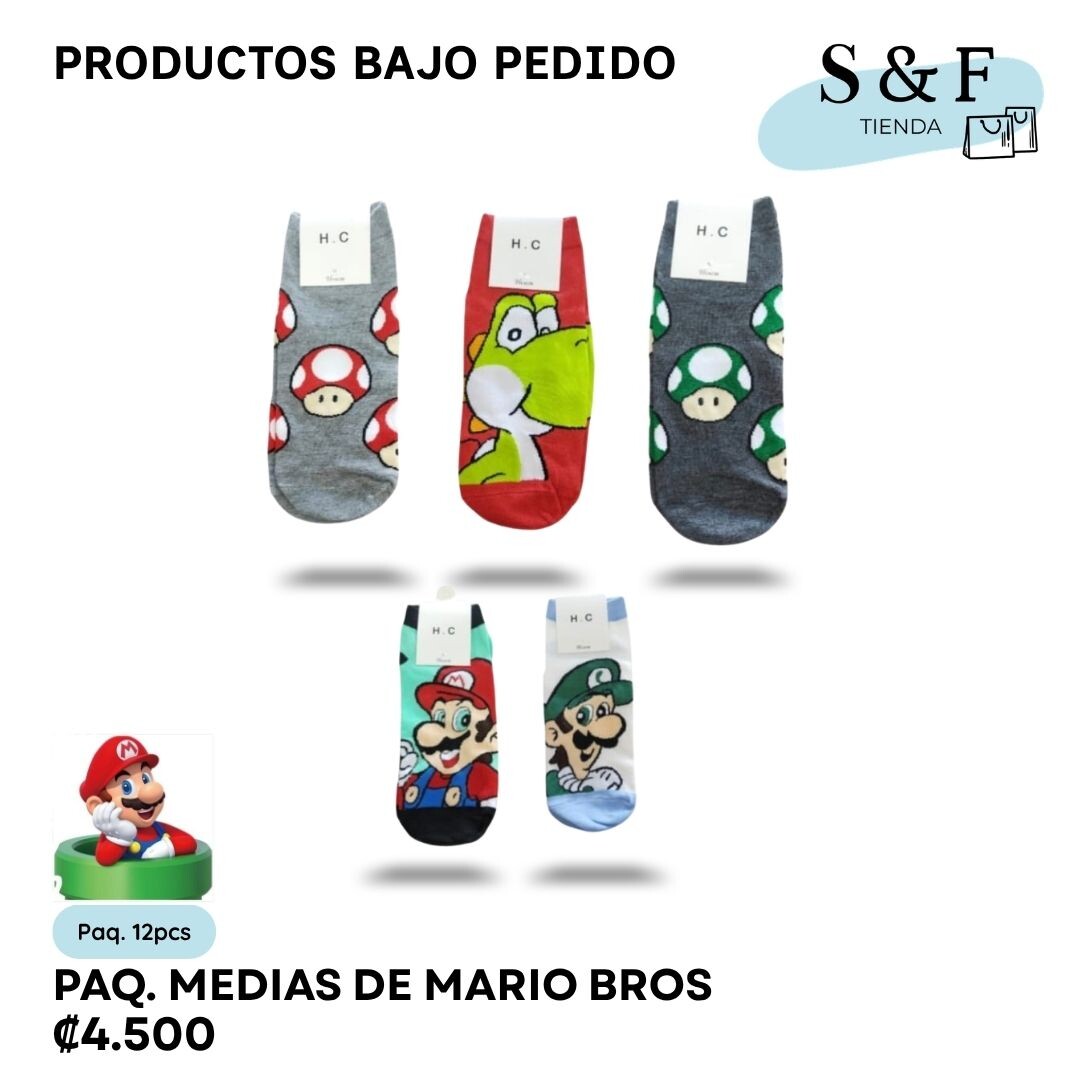 PRODUCTOS BAJO PEDIDO
S & F
TIENDA
H.C
H.C
H.C
H.C
H.C
Paq. 12pcs
PAQ. MEDIAS DE MARIO BROS
₡4.500